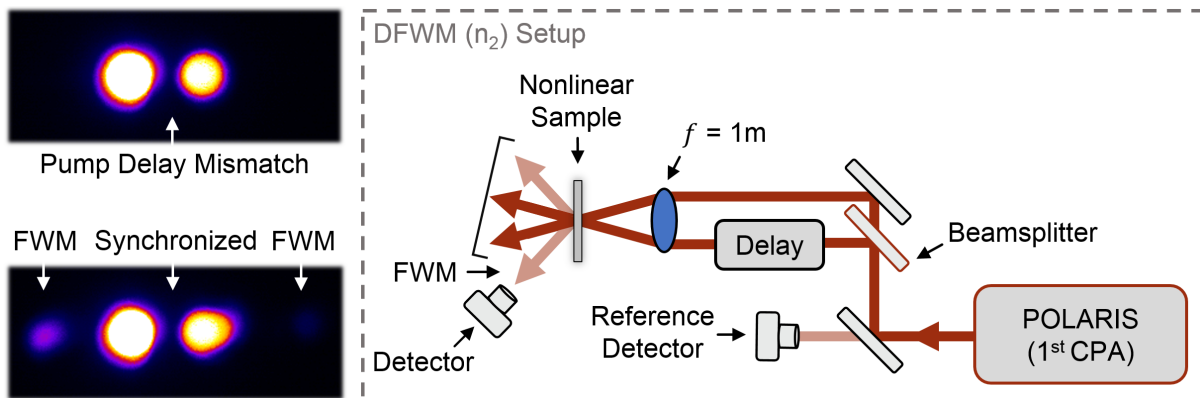 Pump Delay Mismatch
FWM Synchronized FWM
DFWM (n₂) Setup
Nonlinear
Sample
f = 1m
Delay
Beamsplitter
FWM
Detector
Reference
Detector
POLARIS
(1ˢᵗ CPA)